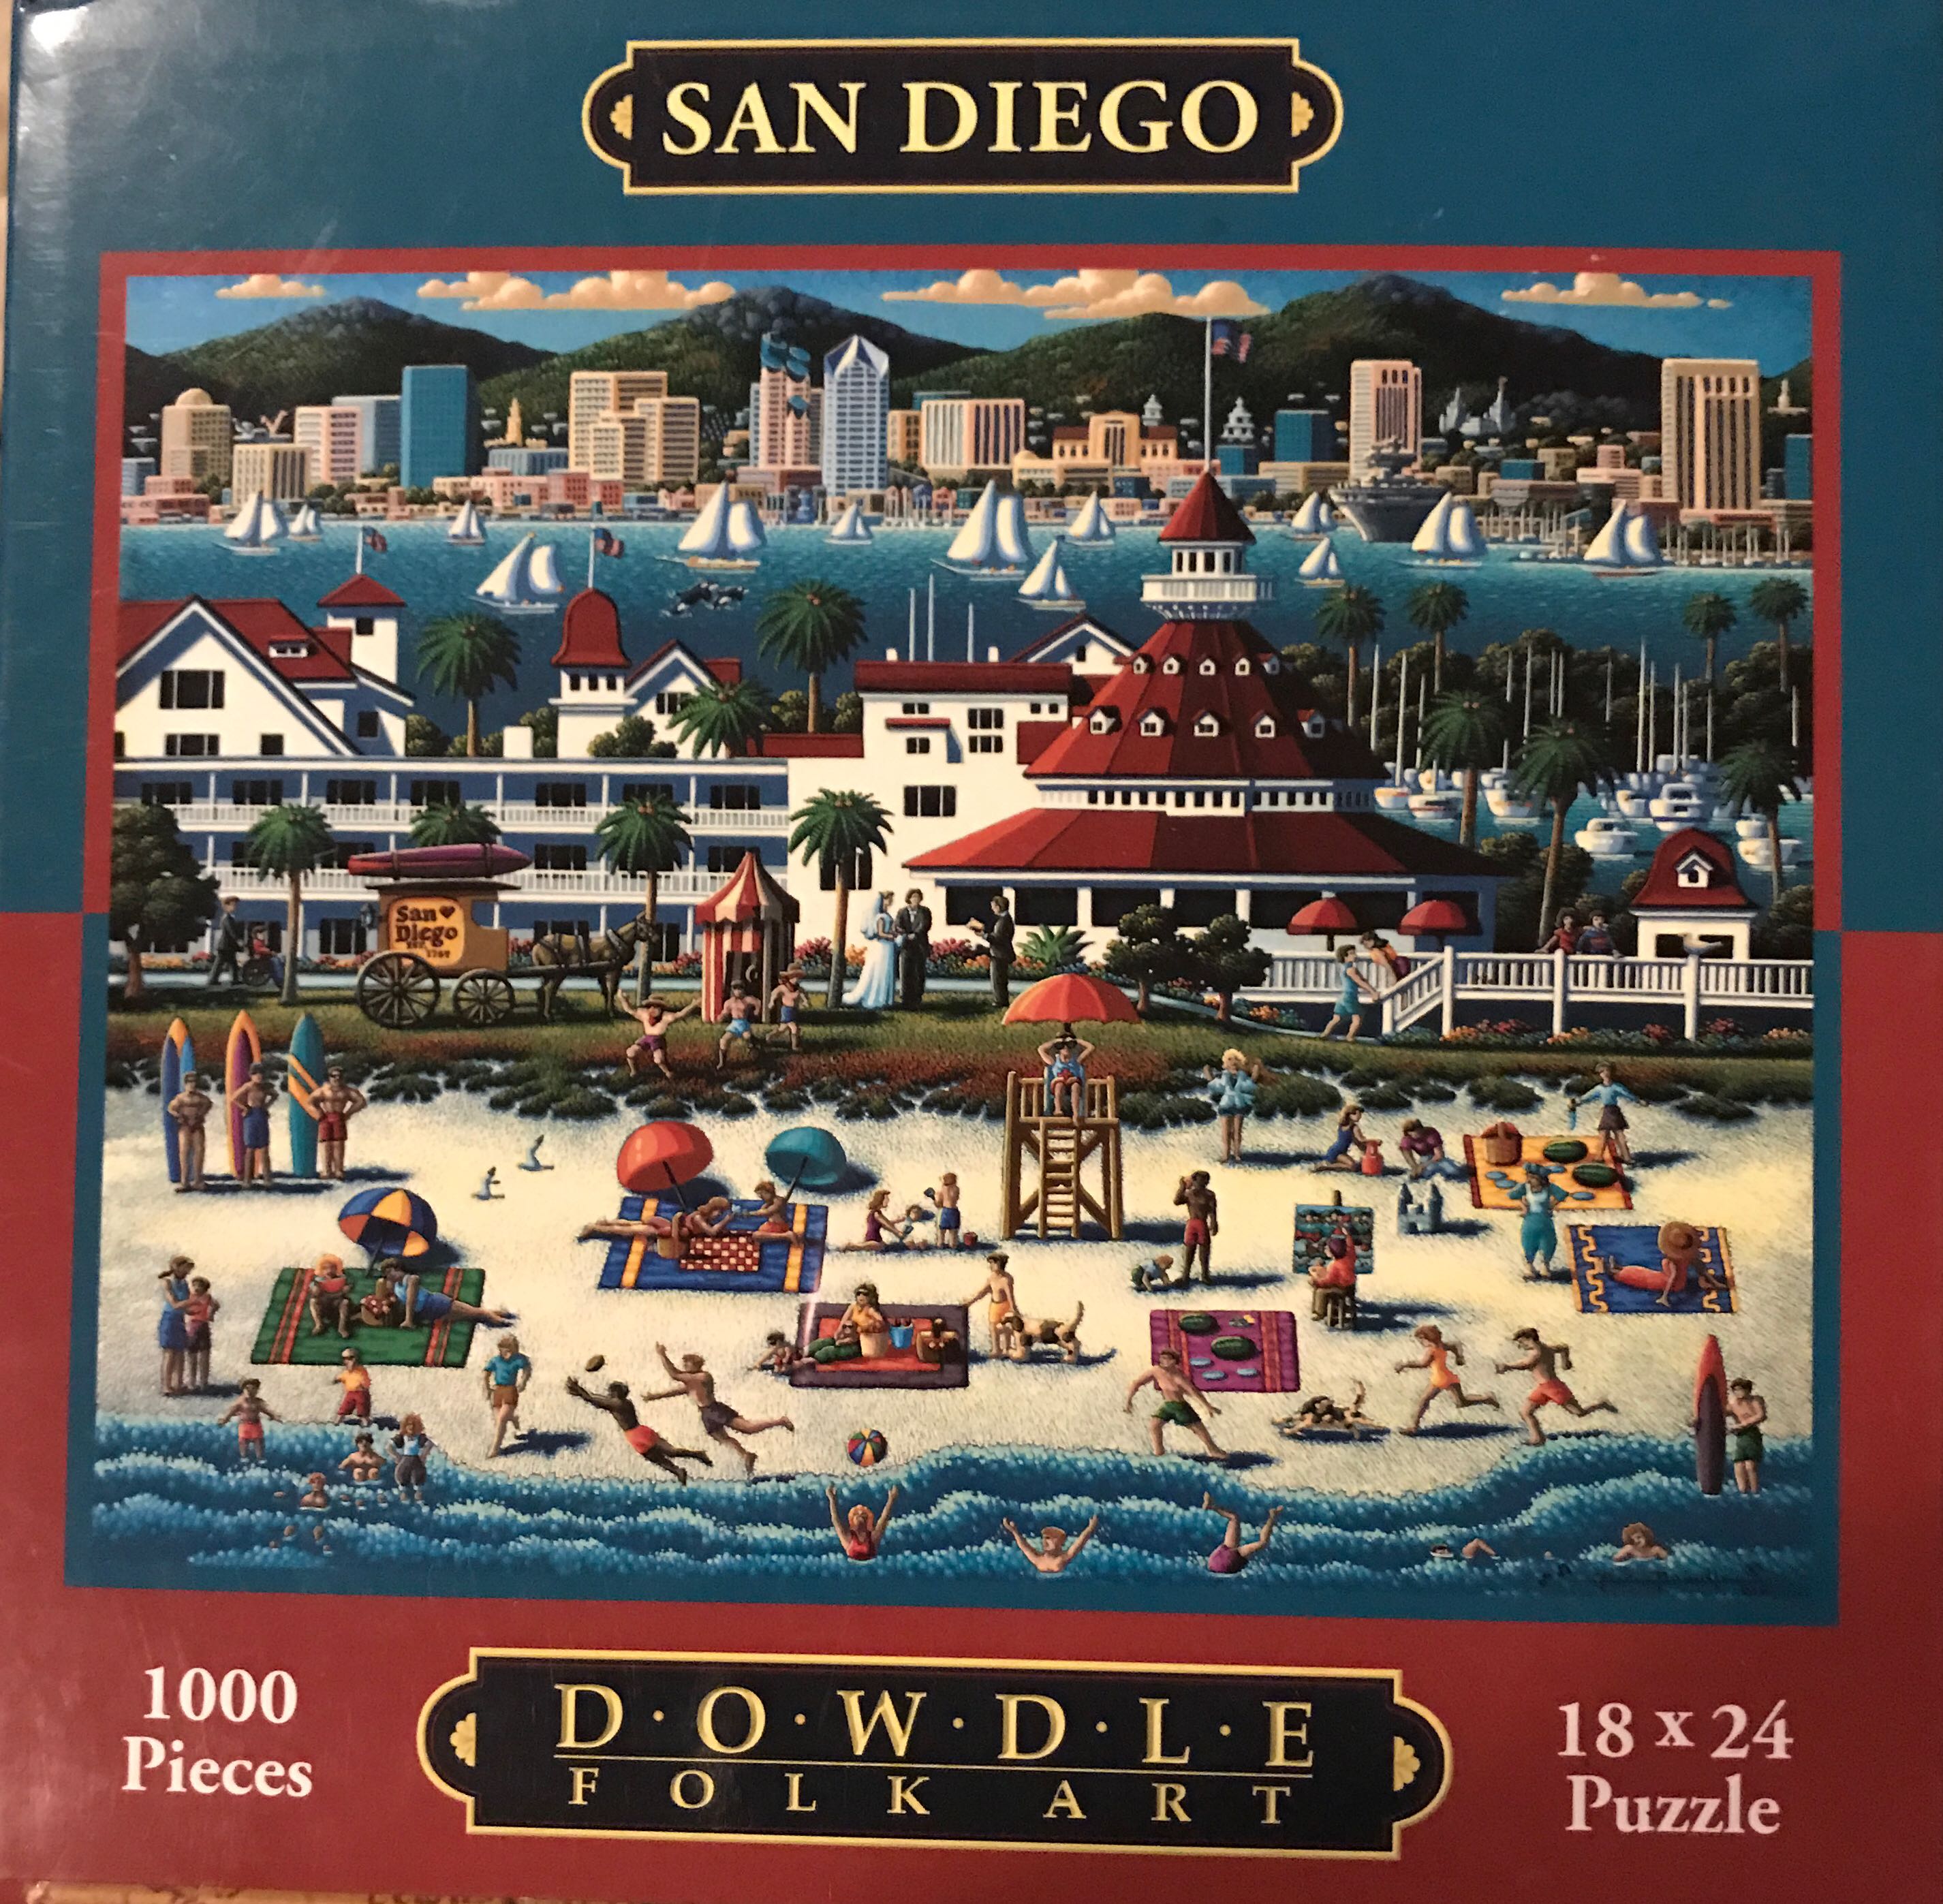 SAN DIEGO
San ♥
Diego
1000
Pieces
D·O·W·D·L·E
FOLK ART
18 x 24
Puzzle